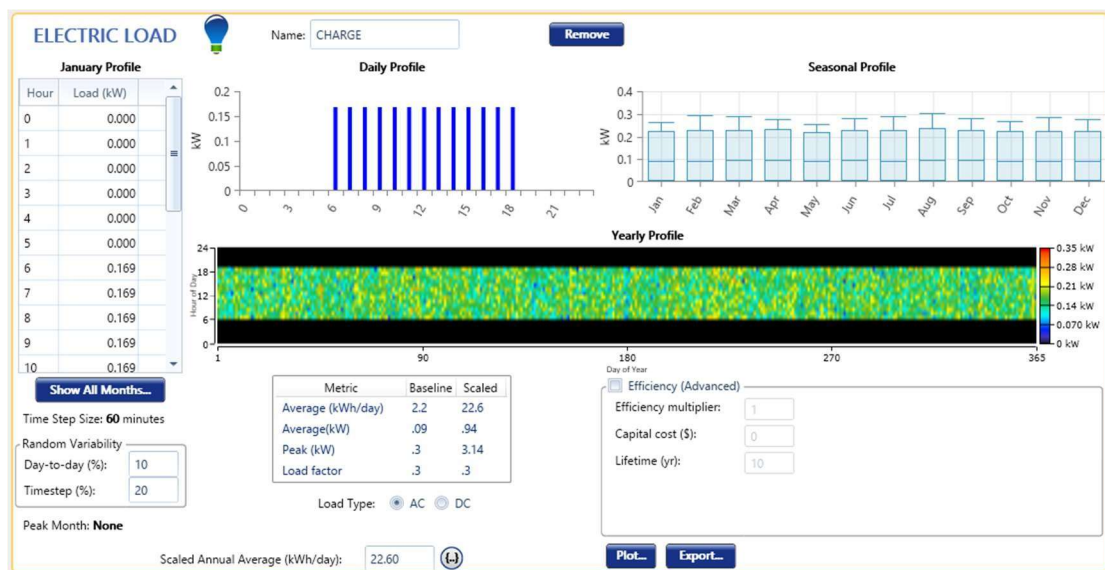 ELECTRIC LOAD
Name: CHARGE
Remove
January Profile
Hour Load (kW)
0 0.000
1 0.000
2 0.000
3 0.000
4 0.000
5 0.000
6 0.169
7 0.169
8 0.169
9 0.169
10 0.169
Show All Months...
Time Step Size: 60 minutes
Random Variability
Day-to-day (%): 10
Timestep (%): 20
Peak Month: None
Daily Profile
kW
0.2
0.15
0.1
0.05
0
0 3 6 9 12 15 18 21
Seasonal Profile
kW
0.4
0.3
0.2
0.1
0
Jan Feb Mar Apr May Jun Jul Aug Sep Oct Nov Dec
Yearly Profile
Hour of Day
24
18
12
6
0
1 90 180 270 365
Day of Year
0.35 kW
0.28 kW
0.21 kW
0.14 kW
0.070 kW
0 kW
Metric Baseline Scaled
Average (kWh/day) 2.2 22.6
Average(kW) .09 .94
Peak (kW) .3 3.14
Load factor .3 .3
Load Type: AC DC
Scaled Annual Average (kWh/day): 22.60 {..}
Efficiency (Advanced)
Efficiency multiplier: 1
Capital cost ($): 0
Lifetime (yr): 10
Plot... Export...